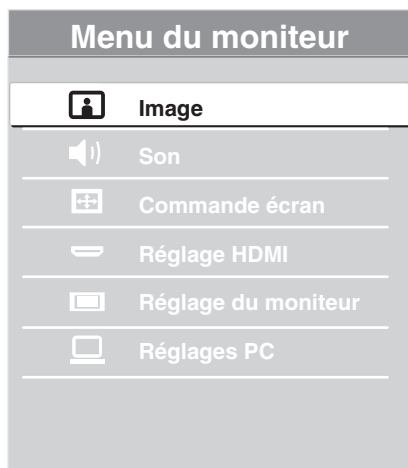 Menu du moniteur
Image
Son
Commande écran
Réglage HDMI
Réglage du moniteur
Réglages PC